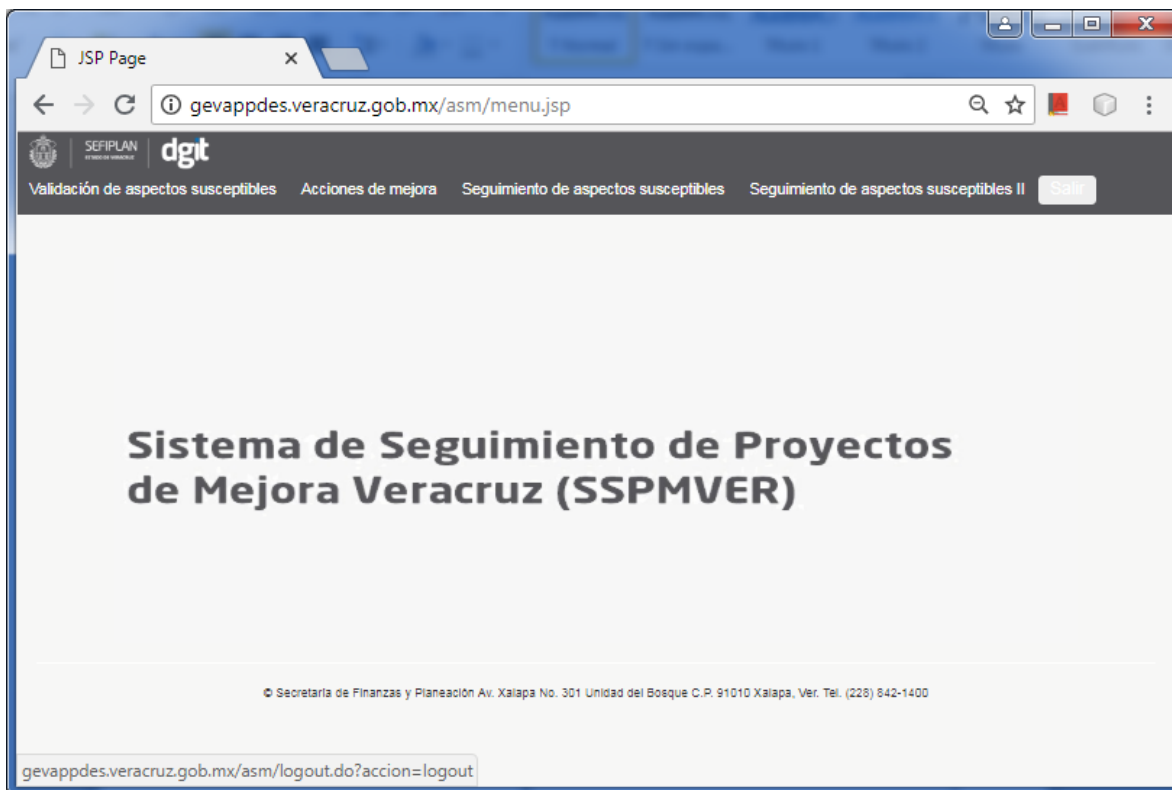 JSP Page
gevappdes.veracruz.gob.mx/asm/menu.jsp
SEFIPLAN
dgit
Validación de aspectos susceptibles Acciones de mejora Seguimiento de aspectos susceptibles Seguimiento de aspectos susceptibles II Salir
Sistema de Seguimiento de Proyectos
de Mejora Veracruz (SSPMVER)
© Secretaría de Finanzas y Planeación Av. Xalapa No. 301 Unidad del Bosque C.P. 91010 Xalapa, Ver. Tel. (228) 842-1400
gevappdes.veracruz.gob.mx/asm/logout.do?accion=logout